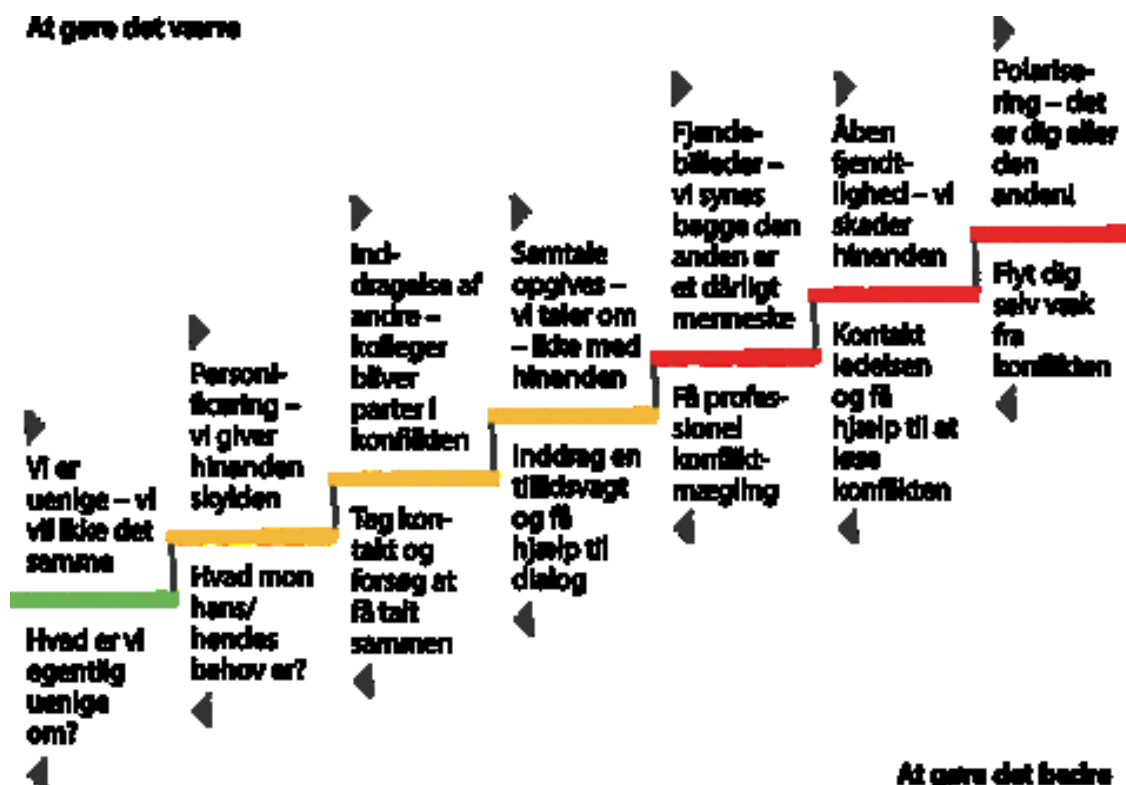 At gøre det værre
Vi er
uenige – vi
vil ikke det
samme
Hvad er vi
egentlig
uenige
om?
Personi-
ficering –
vi giver
hinanden
skylden
Hvad mon
hans/
hendes
behov er?
Ind-
dragelse af
andre –
kolleger
bliver
parter i
konflikten
Tag kon-
takt og
forsøg at
få talt
sammen
Samtale
opgives –
vi taler om
– ikke med
hinanden
Inddrag en
tillidsvagt
og få
hjælp til
dialog
Fjende-
billeder –
vi synes
begge den
anden er
et dårligt
menneske
Få profes-
sionel
konflikt-
mægling
Åben
fjendt-
lighed – vi
skader
hinanden
Kontakt
ledelsen
og få
hjælp til at
løse
konflikten
Polarise-
ring – det
er dig eller
den
anden!
Flyt dig
selv væk
fra
konflikten
At gøre det bedre